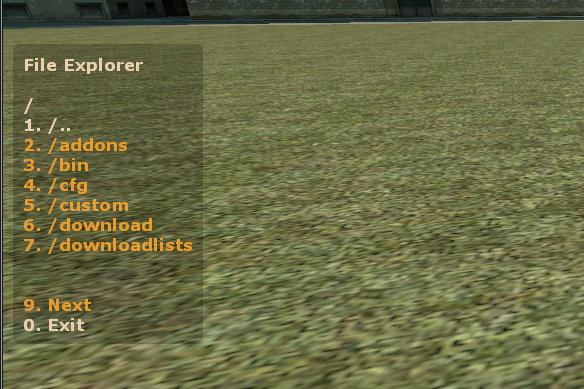 File Explorer
/
1. /..
2. /addons
3. /bin
4. /cfg
5. /custom
6. /download
7. /downloadlists
9. Next
0. Exit